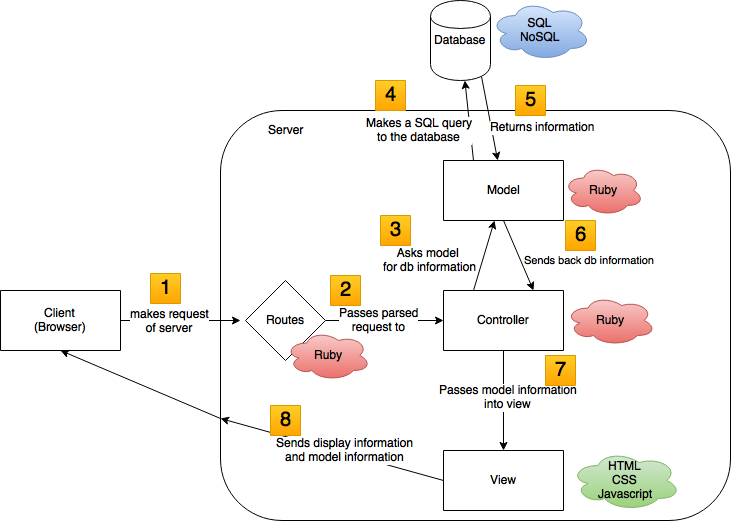 Database
SQL
NoSQL
4
5
Makes a SQL query
to the database
Returns information
Server
Model
Ruby
3
6
Asks model
for db information
Sends back db information
1
2
makes request
of server
Passes parsed
request to
Client
(Browser)
Routes
Controller
Ruby
Ruby
7
Passes model information
into view
8
Sends display information
and model information
View
HTML
CSS
Javascript